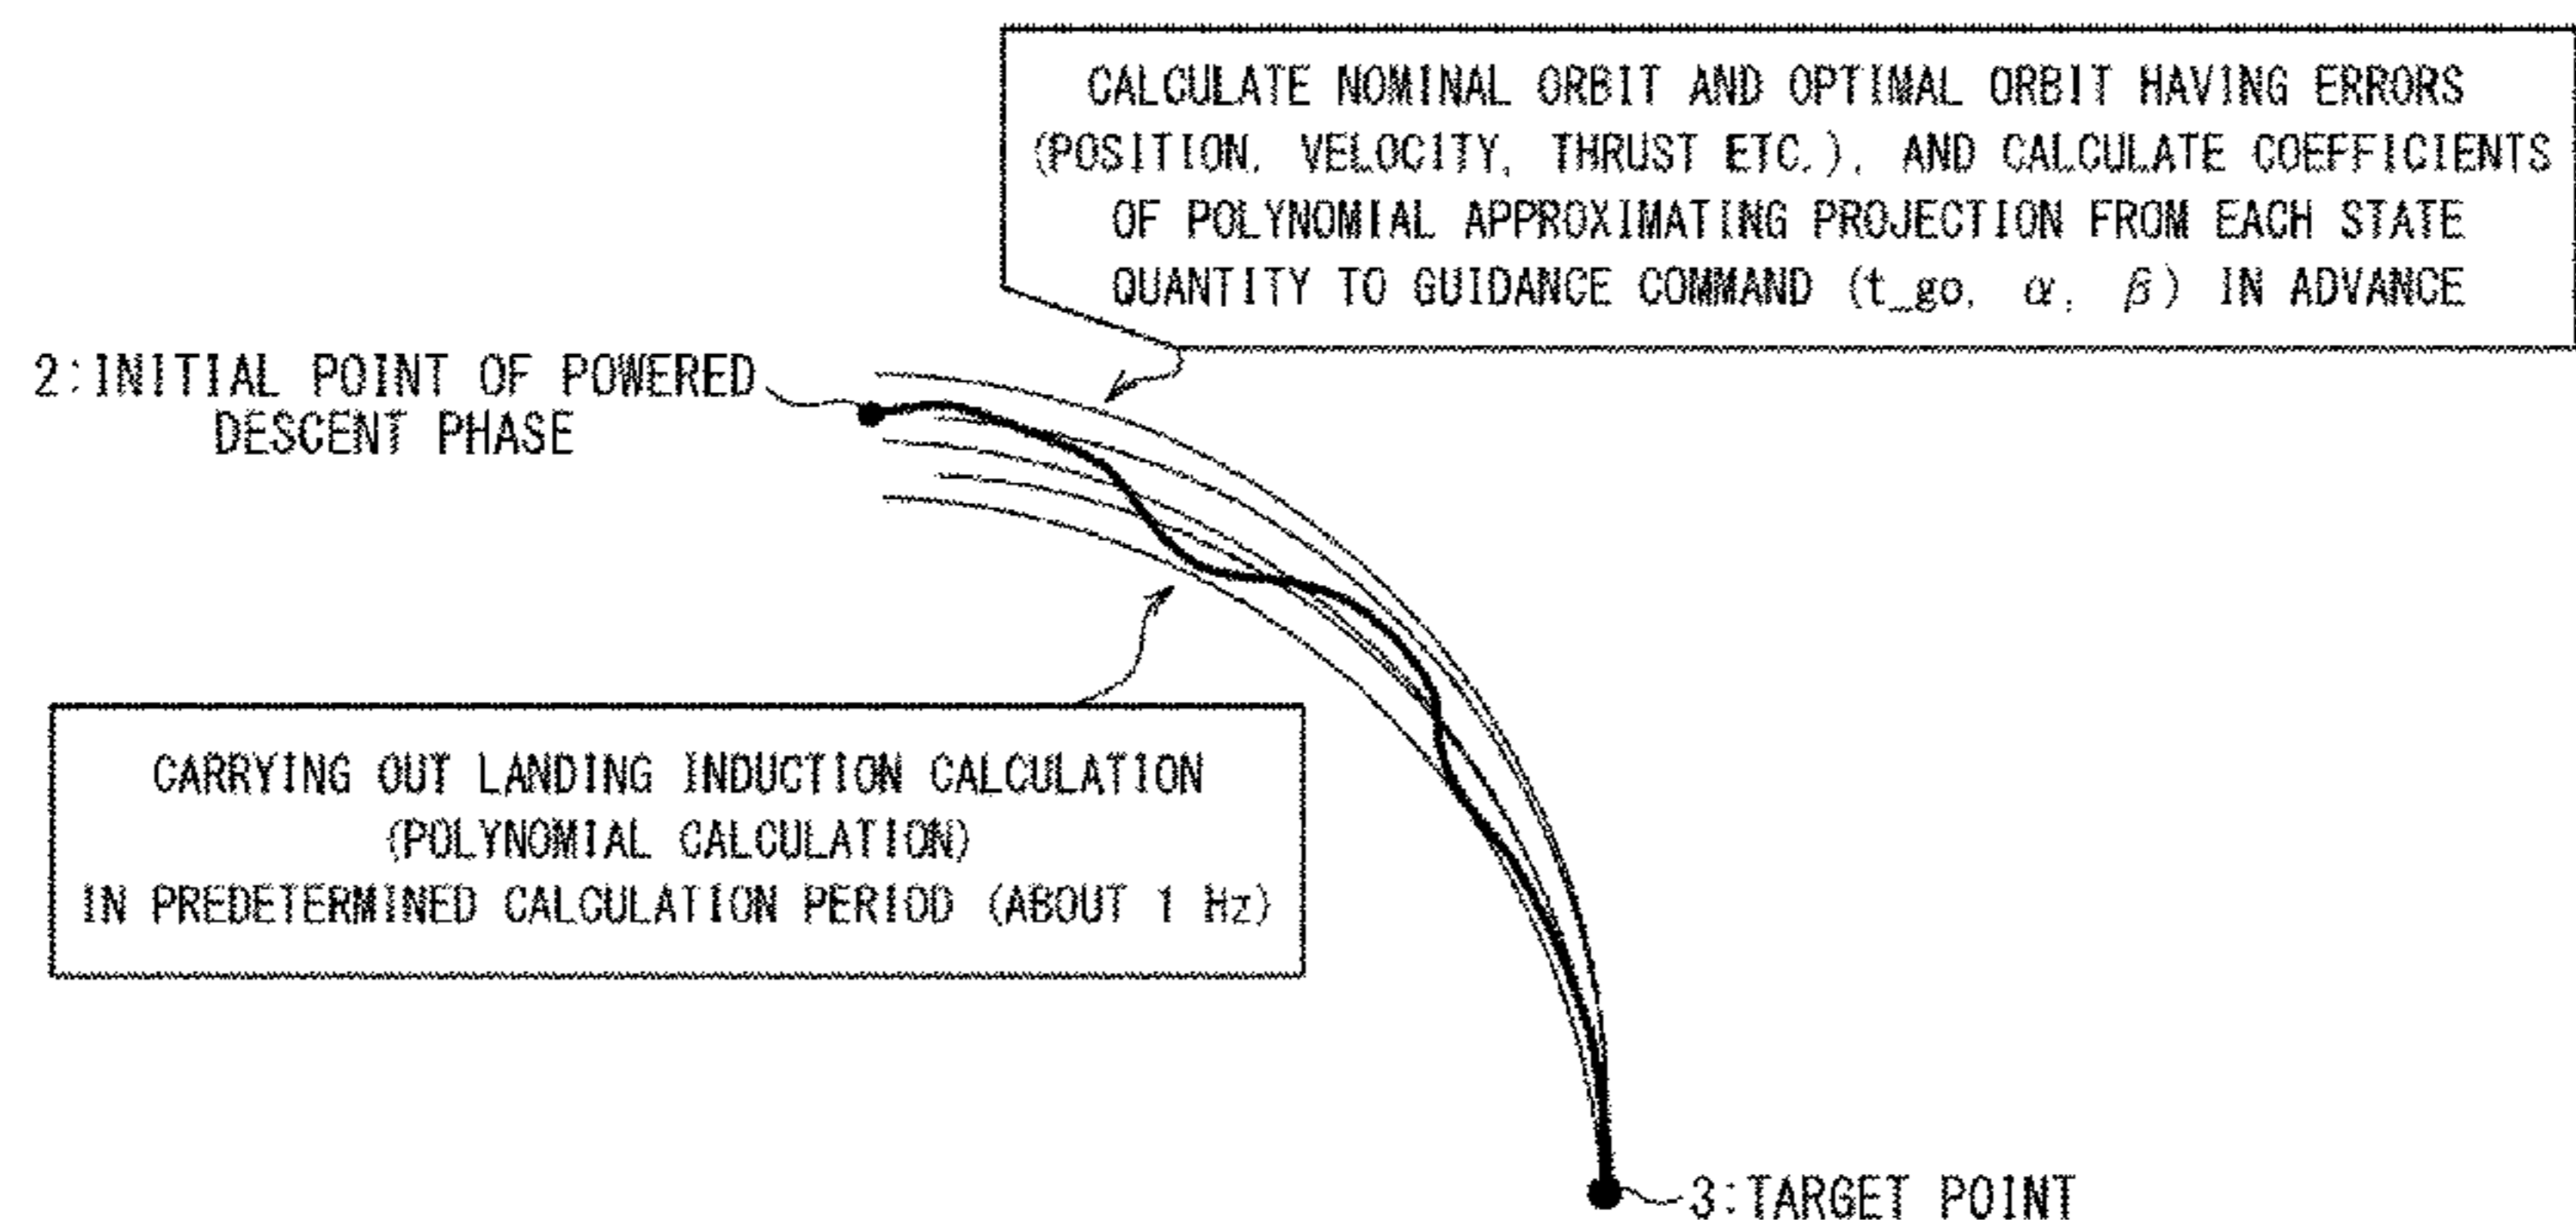 CALCULATE NOMINAL ORBIT AND OPTIMAL ORBIT HAVING ERRORS
(POSITION, VELOCITY, THRUST ETC.), AND CALCULATE COEFFICIENTS
OF POLYNOMIAL APPROXIMATING PROJECTION FROM EACH STATE
QUANTITY TO GUIDANCE COMMAND (t_go, α, β) IN ADVANCE
2:INITIAL POINT OF POWERED
DESCENT PHASE
CARRYING OUT LANDING INDUCTION CALCULATION
(POLYNOMIAL CALCULATION)
IN PREDETERMINED CALCULATION PERIOD (ABOUT 1 Hz)
3:TARGET POINT